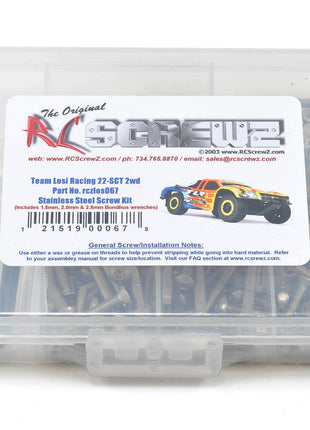 The Original
RC SCREWZ
©2003 www.RCScrewZ.com
web: www.RCScrewZ.com / ph: 734.765.8870 / email: sales@rcscrewz.com
Team Losi Racing 22-SCT 2wd
Part No. rczlos067
Stainless Steel Screw Kit
(Includes 1.5mm, 2.0mm & 2.5mm Bondhus wrenches)
1 21519 00067 8
General Screw/Installation Notes:
Use either a wax or grease on threads to help prevent stripping while going into hard material. Refer
to your assembly manual for screw size/location. Visit our FAQ section at www.rcscrewz.com